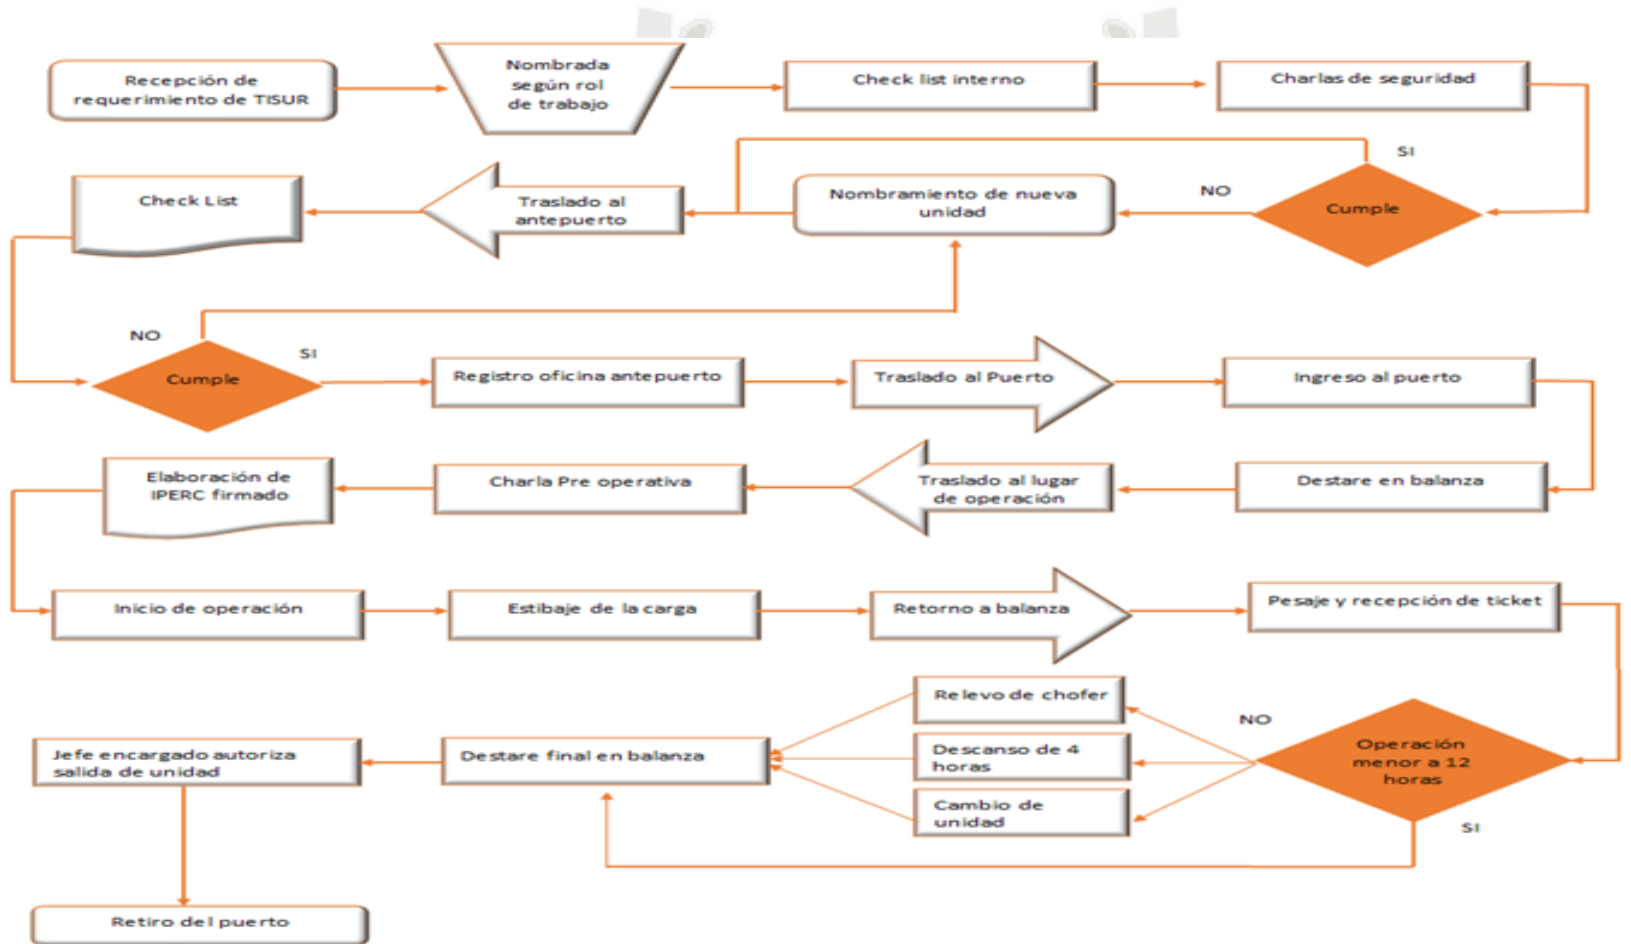 Recepción de
requerimiento de TISUR
Nombrada
según rol
de trabajo
Check list interno
Charlas de seguridad
SI
Cumple
NO
Nombramiento de nueva
unidad
Traslado al
antepuerto
Check List
NO
SI
Cumple
Registro oficina antepuerto
Traslado al Puerto
Ingreso al puerto
Destare en balanza
Traslado al lugar
de operación
Charla Pre operativa
Elaboración de
IPERC firmado
Inicio de operación
Estibaje de la carga
Retorno a balanza
Pesaje y recepción de ticket
Operación
menor a 12
horas
NO
SI
Relevo de chofer
Descanso de 4
horas
Cambio de
unidad
Destare final en balanza
Jefe encargado autoriza
salida de unidad
Retiro del puerto